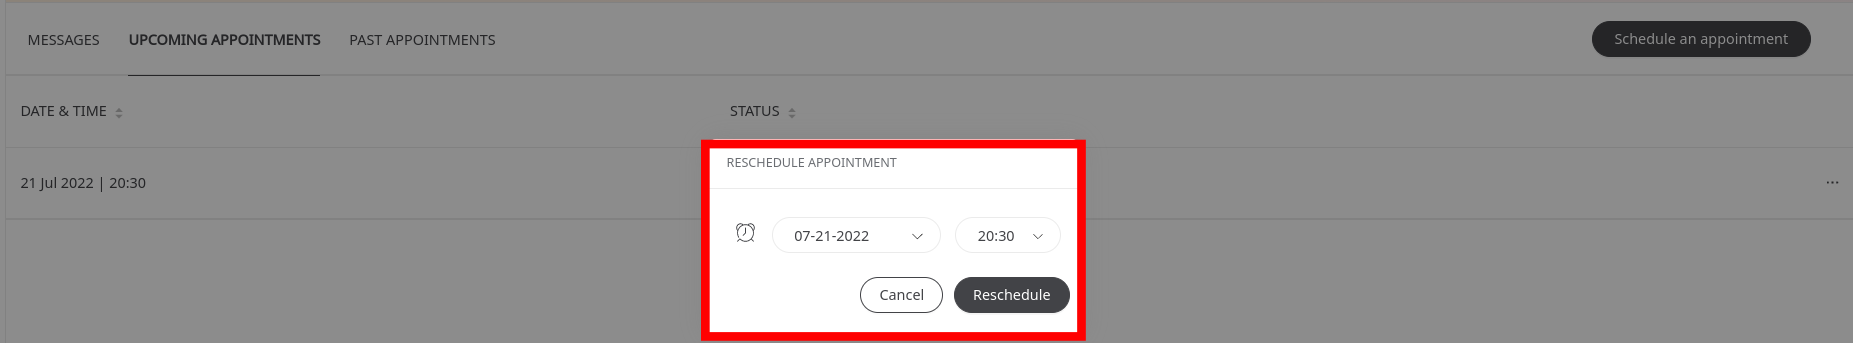 MESSAGES UPCOMING APPOINTMENTS PAST APPOINTMENTS Schedule an appointment
DATE & TIME STATUS
RESCHEDULE APPOINTMENT
21 Jul 2022 | 20:30 ...
07-21-2022 20:30
Cancel Reschedule